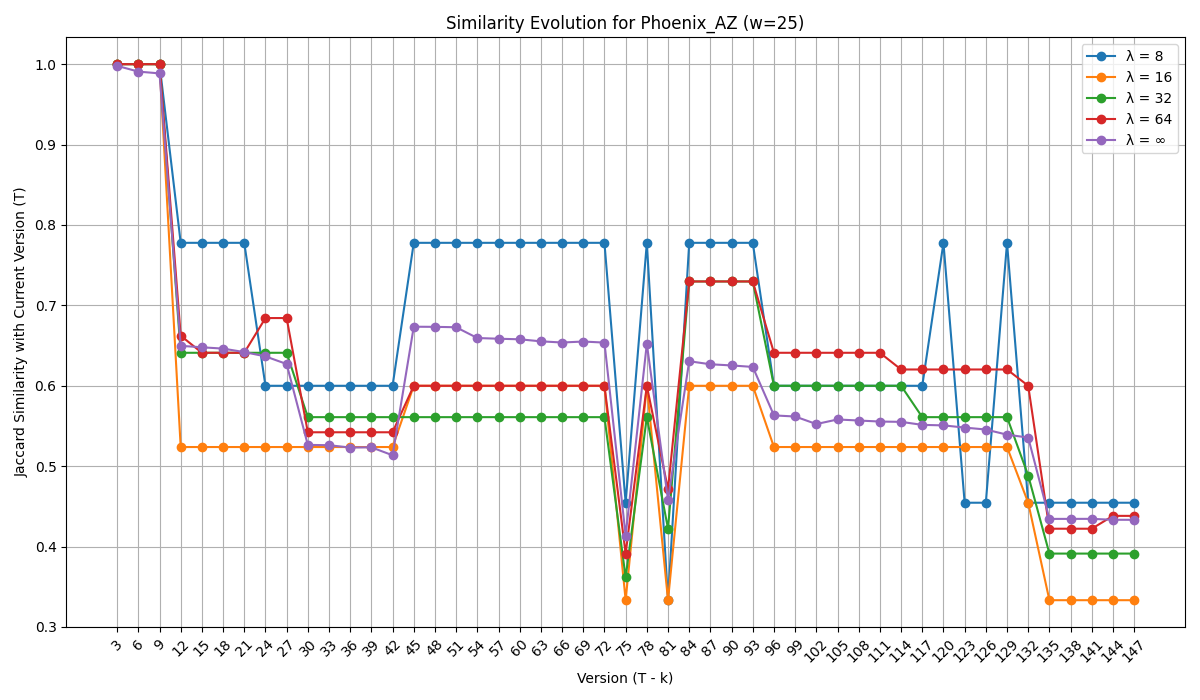 Similarity Evolution for Phoenix_AZ (w=25)
λ = 8
λ = 16
λ = 32
λ = 64
λ = ∞
Jaccard Similarity with Current Version (T)
1.0
0.9
0.8
0.7
0.6
0.5
0.4
0.3
3 6 9 12 15 18 21 24 27 30 33 36 39 42 45 48 51 54 57 60 63 66 69 72 75 78 81 84 87 90 93 96 99 102 105 108 111 114 117 120 123 126 129 132 135 138 141 144 147
Version (T - k)